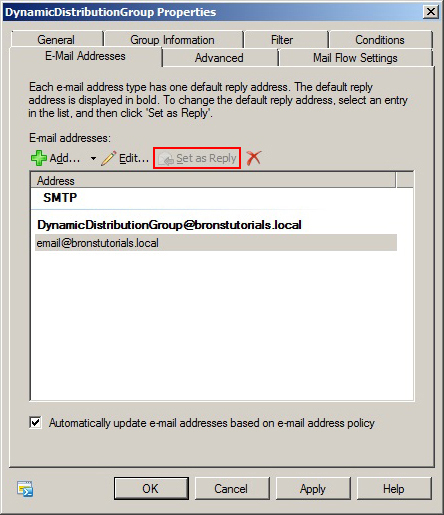 DynamicDistributionGroup Properties
General Group Information Filter Conditions
E-Mail Addresses Advanced Mail Flow Settings
Each e-mail address type has one default reply address. The default reply
address is displayed in bold. To change the default reply address, select an entry
in the list, and then click 'Set as Reply'.
E-mail addresses:
Add... Edit... Set as Reply
Address
SMTP
DynamicDistributionGroup@bronstutorials.local
email@bronstutorials.local
Automatically update e-mail addresses based on e-mail address policy
OK Cancel Apply Help